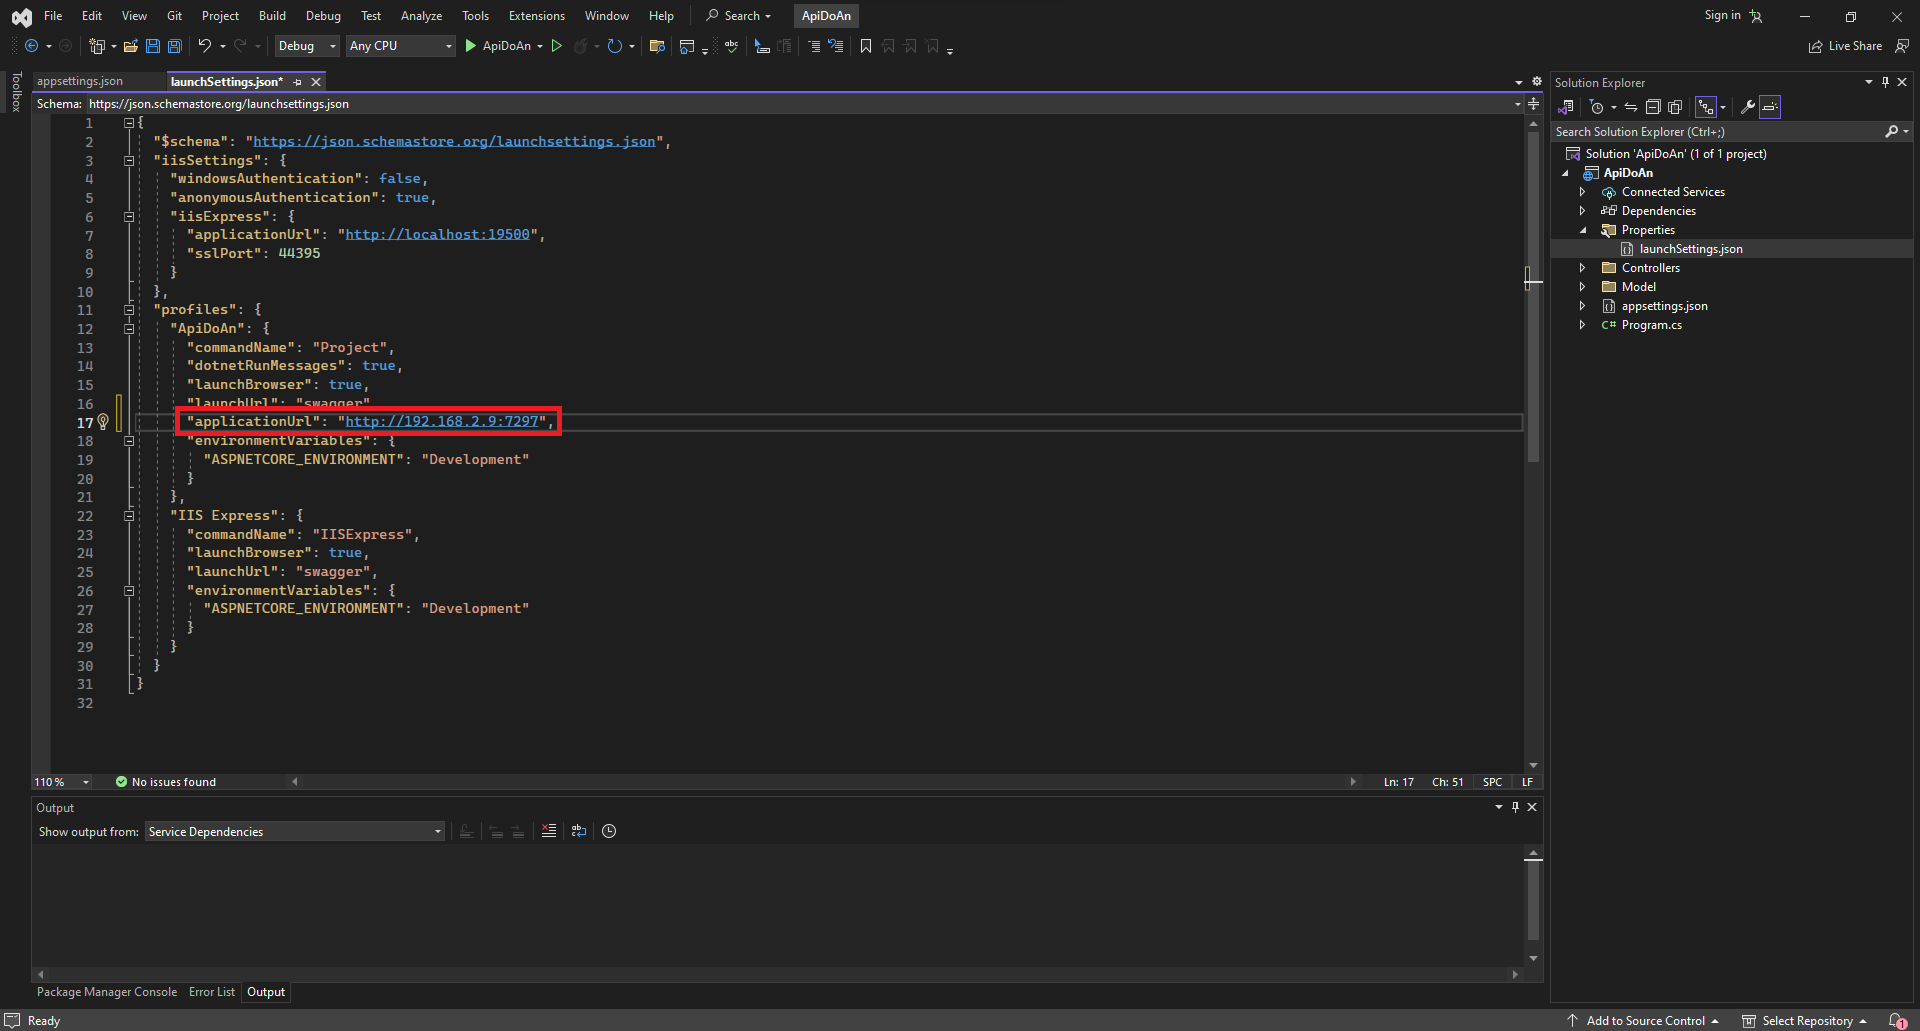 File Edit View Git Project Build Debug Test Analyze Tools Extensions Window Help Search ApiDoAn Sign in
Debug Any CPU ApiDoAn Live Share
Toolbox
appsettings.json launchSettings.json*
Schema: https://json.schemastore.org/launchsettings.json
1 {
2 "$schema": "https://json.schemastore.org/launchsettings.json",
3 "iisSettings": {
4 "windowsAuthentication": false,
5 "anonymousAuthentication": true,
6 "iisExpress": {
7 "applicationUrl": "http://localhost:19500",
8 "sslPort": 44395
9 }
10 },
11 "profiles": {
12 "ApiDoAn": {
13 "commandName": "Project",
14 "dotnetRunMessages": true,
15 "launchBrowser": true,
16 "launchUrl": "swagger"
17 "applicationUrl": "http://192.168.2.9:7297",
18 "environmentVariables": {
19 "ASPNETCORE_ENVIRONMENT": "Development"
20 }
21 },
22 "IIS Express": {
23 "commandName": "IISExpress",
24 "launchBrowser": true,
25 "launchUrl": "swagger",
26 "environmentVariables": {
27 "ASPNETCORE_ENVIRONMENT": "Development"
28 }
29 }
30 }
31 }
32
110 % No issues found Ln: 17 Ch: 51 SPC LF
Output
Show output from: Service Dependencies
Package Manager Console Error List Output
Solution Explorer
Search Solution Explorer (Ctrl+;)
Solution 'ApiDoAn' (1 of 1 project)
ApiDoAn
Connected Services
Dependencies
Properties
launchSettings.json
Controllers
Model
appsettings.json
C# Program.cs
Ready Add to Source Control Select Repository 1